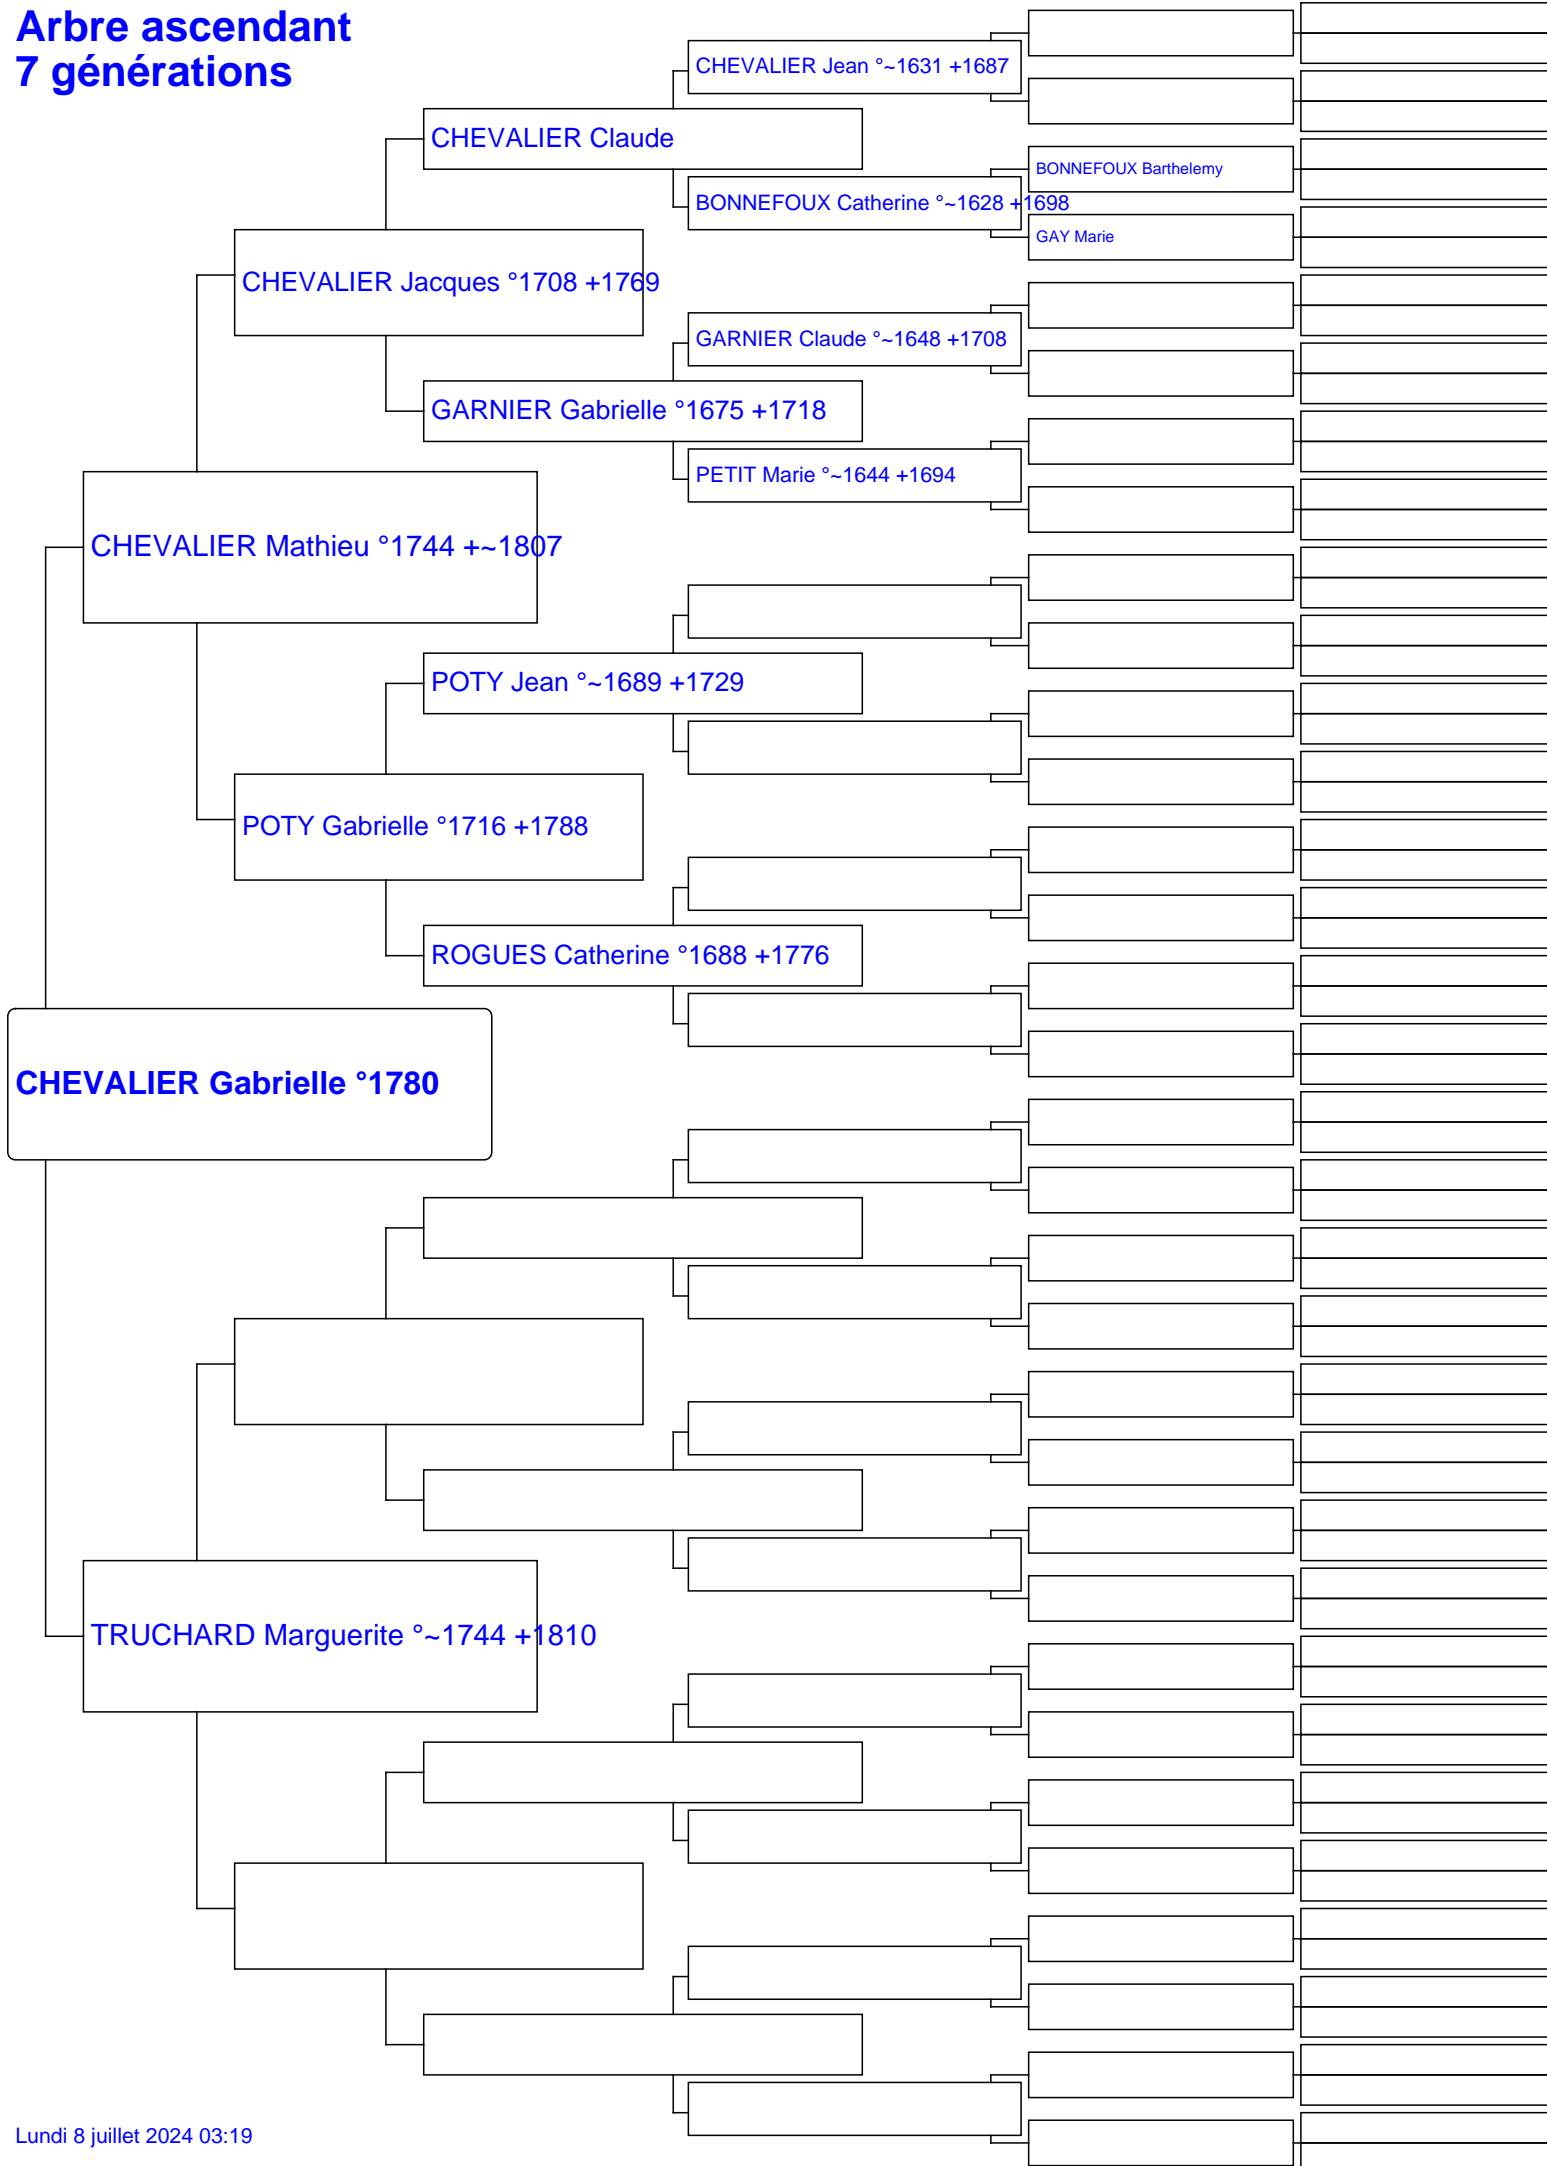 Arbre ascendant
7 générations
CHEVALIER Jean °~1631 +1687
CHEVALIER Claude
BONNEFOUX Barthelemy
BONNEFOUX Catherine °~1628 +1698
GAY Marie
CHEVALIER Jacques °1708 +1769
GARNIER Claude °~1648 +1708
GARNIER Gabrielle °1675 +1718
PETIT Marie °~1644 +1694
CHEVALIER Mathieu °1744 +~1807
POTY Jean °~1689 +1729
POTY Gabrielle °1716 +1788
ROGUES Catherine °1688 +1776
CHEVALIER Gabrielle °1780
TRUCHARD Marguerite °~1744 +1810
Lundi 8 juillet 2024 03:19